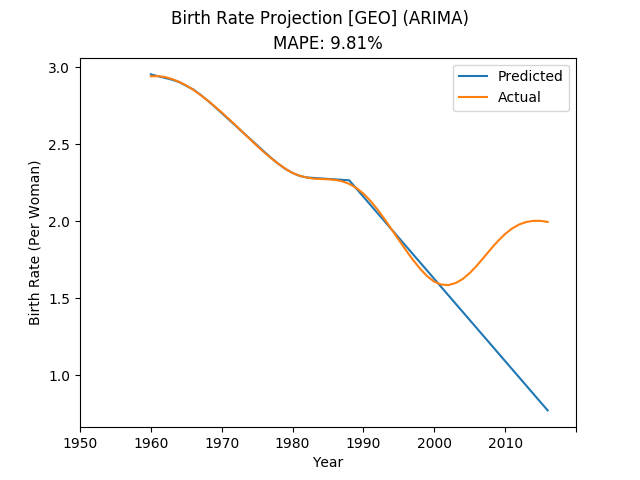 Birth Rate Projection [GEO] (ARIMA)
MAPE: 9.81%
Predicted
Actual
Birth Rate (Per Woman)
3.0
2.5
2.0
1.5
1.0
1950 1960 1970 1980 1990 2000 2010
Year